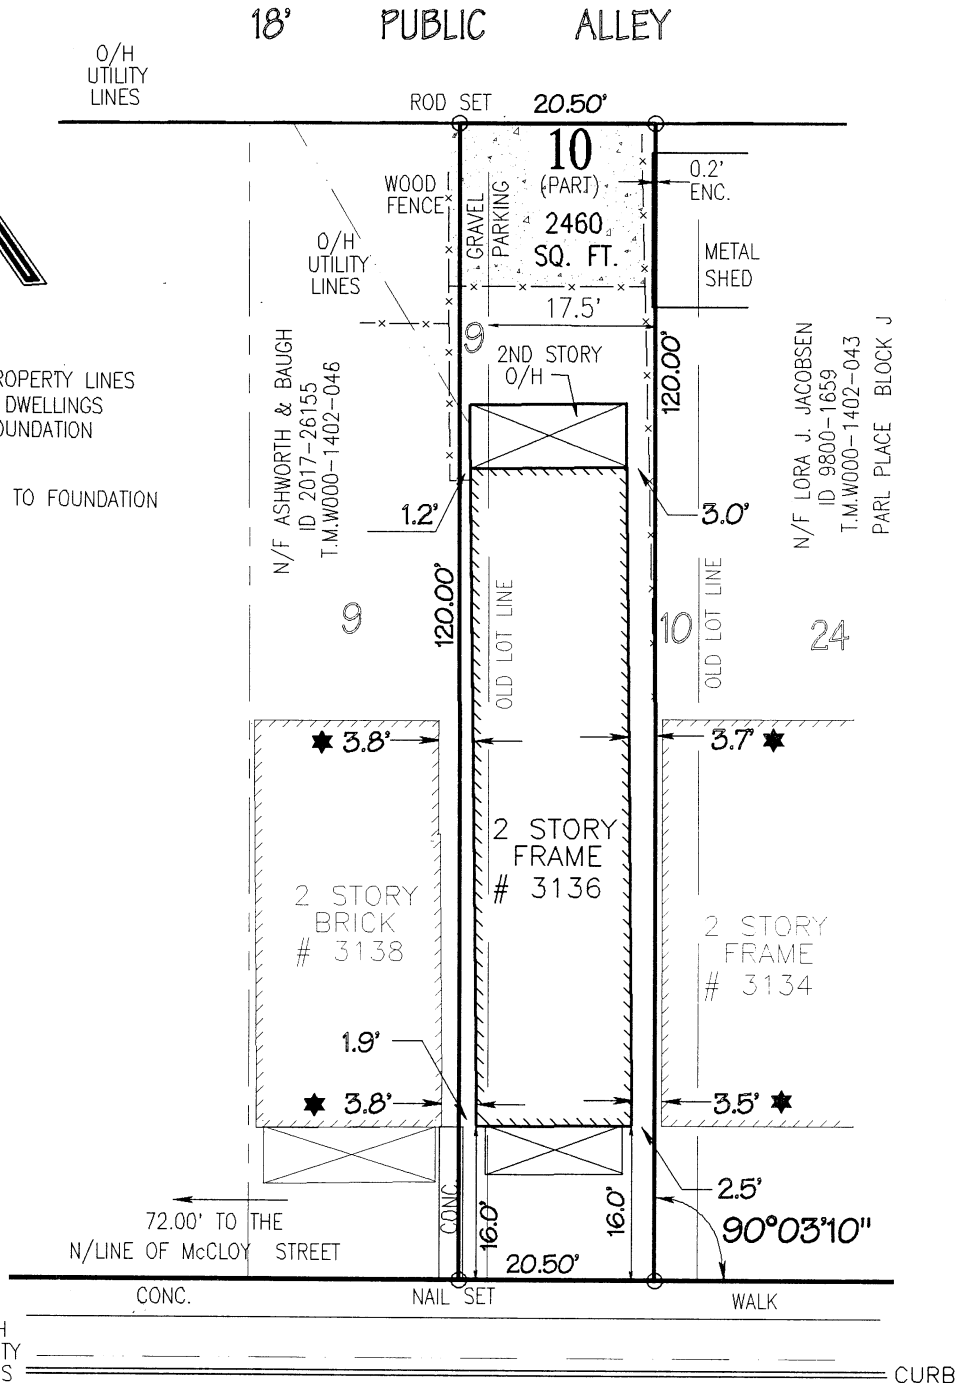 18' PUBLIC ALLEY
O/H
UTILITY
LINES
ROD SET 20.50'
10
(PART)
2460
SQ. FT.
GRAVEL
PARKING
WOOD
FENCE
0.2'
ENC.
O/H
UTILITY
LINES
METAL
SHED
17.5'
9
2ND STORY
O/H
120.00'
N/F ASHWORTH & BAUGH
ID 2017-26155
T.M.W000-1402-046
N/F LORA J. JACOBSEN
ID 9800-1659
T.M.W000-1402-043
PARL PLACE BLOCK J
PROPERTY LINES
DWELLINGS
TO FOUNDATION
1.2'
3.0'
120.00'
OLD LOT LINE
OLD LOT LINE
9
10
24
3.8'
3.7'
2 STORY
FRAME
# 3136
2 STORY
BRICK
# 3138
2 STORY
FRAME
# 3134
1.9'
3.8'
3.5'
2.5'
CONC.
16.0'
16.0'
90°03'10"
72.00' TO THE
N/LINE OF McCLOY STREET
20.50'
CONC.
NAIL SET
WALK
CURB